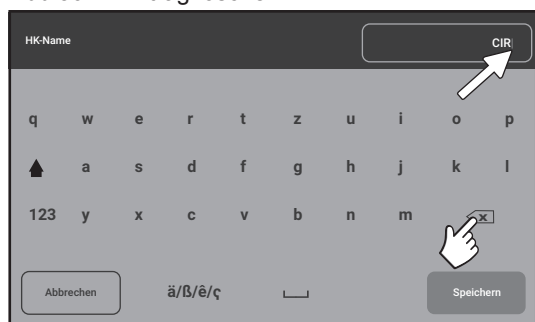 HK-Name CIR
q w e r t z u i o p
a s d f g h j k l
123 y x c v b n m x
Abbrechen ä/ß/ê/ç Speichern